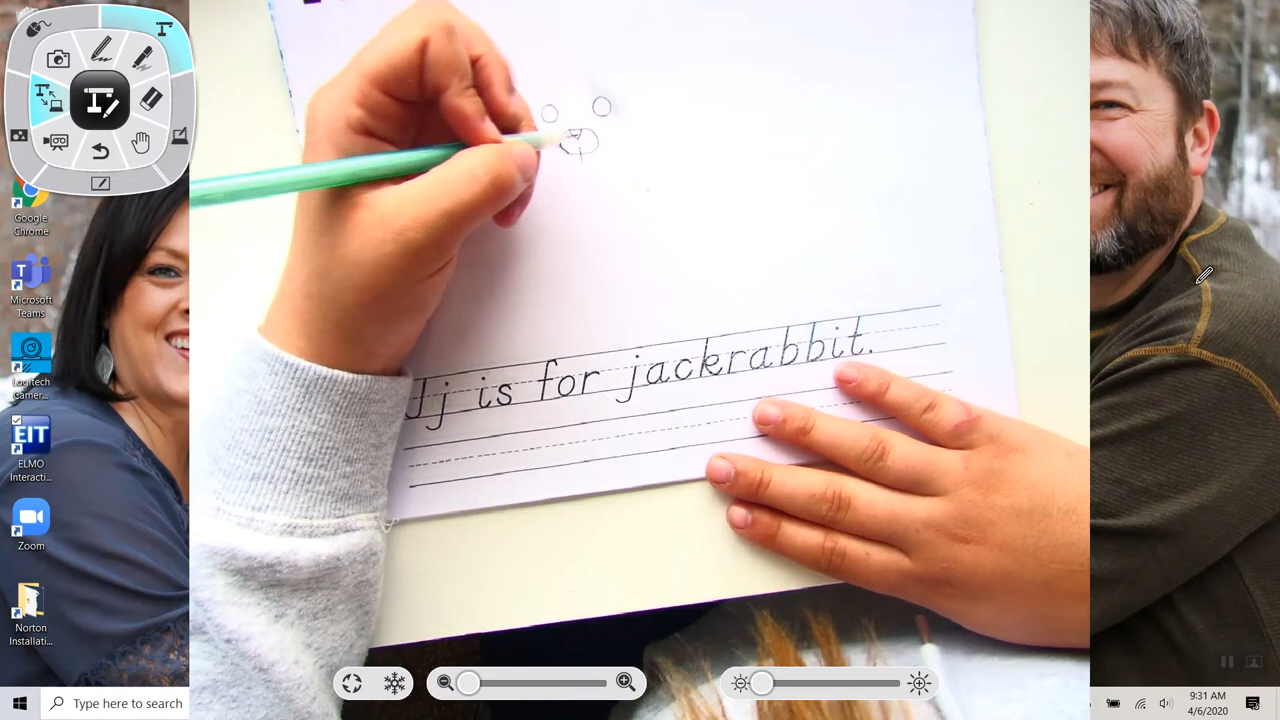 Google
Chrome
Microsoft
Teams
Logitech
Camer...
EIT
ELMO
Interacti...
Zoom
Norton
Installati...
Jj is for jackrabbit.
Type here to search
9:31 AM
4/6/2020